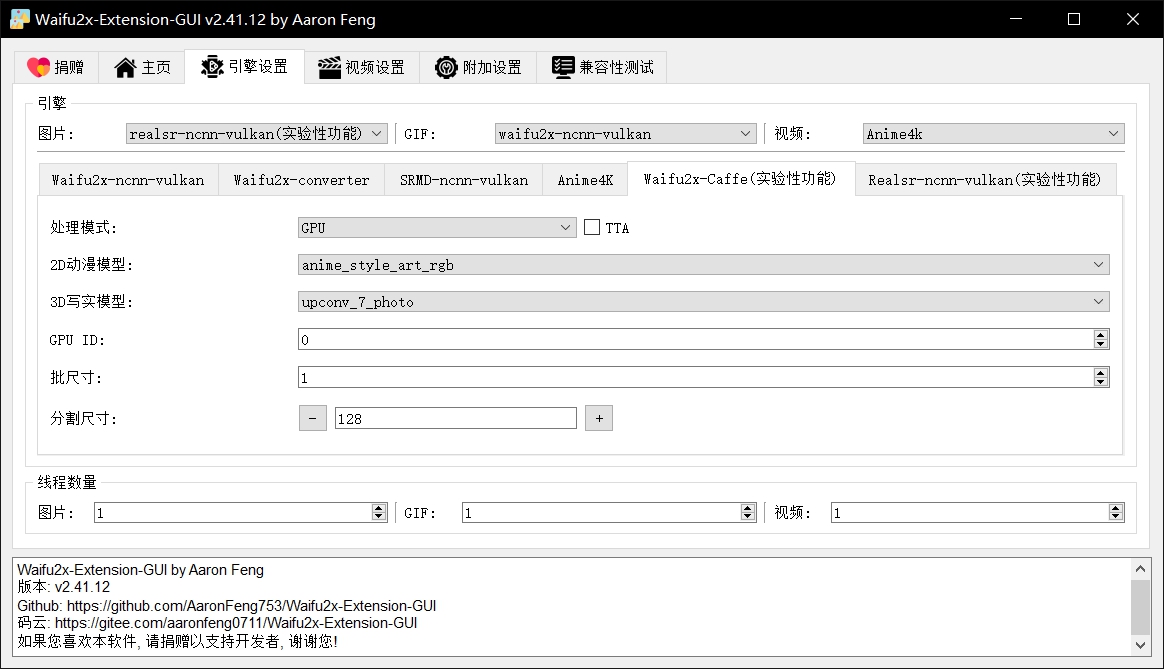 Waifu2x-Extension-GUI v2.41.12 by Aaron Feng
捐赠 主页 引擎设置 视频设置 附加设置 兼容性测试
引擎
图片: realsr-ncnn-vulkan(实验性功能) GIF: waifu2x-ncnn-vulkan 视频: Anime4k
Waifu2x-ncnn-vulkan Waifu2x-converter SRMD-ncnn-vulkan Anime4K Waifu2x-Caffe(实验性功能) Realsr-ncnn-vulkan(实验性功能)
处理模式: GPU TTA
2D动漫模型: anime_style_art_rgb
3D写实模型: upconv_7_photo
GPU ID: 0
批尺寸: 1
分割尺寸: - 128 +
线程数量
图片: 1 GIF: 1 视频: 1
Waifu2x-Extension-GUI by Aaron Feng
版本: v2.41.12
Github: https://github.com/AaronFeng753/Waifu2x-Extension-GUI
码云: https://gitee.com/aaronfeng0711/Waifu2x-Extension-GUI
如果您喜欢本软件, 请捐赠以支持开发者, 谢谢您!